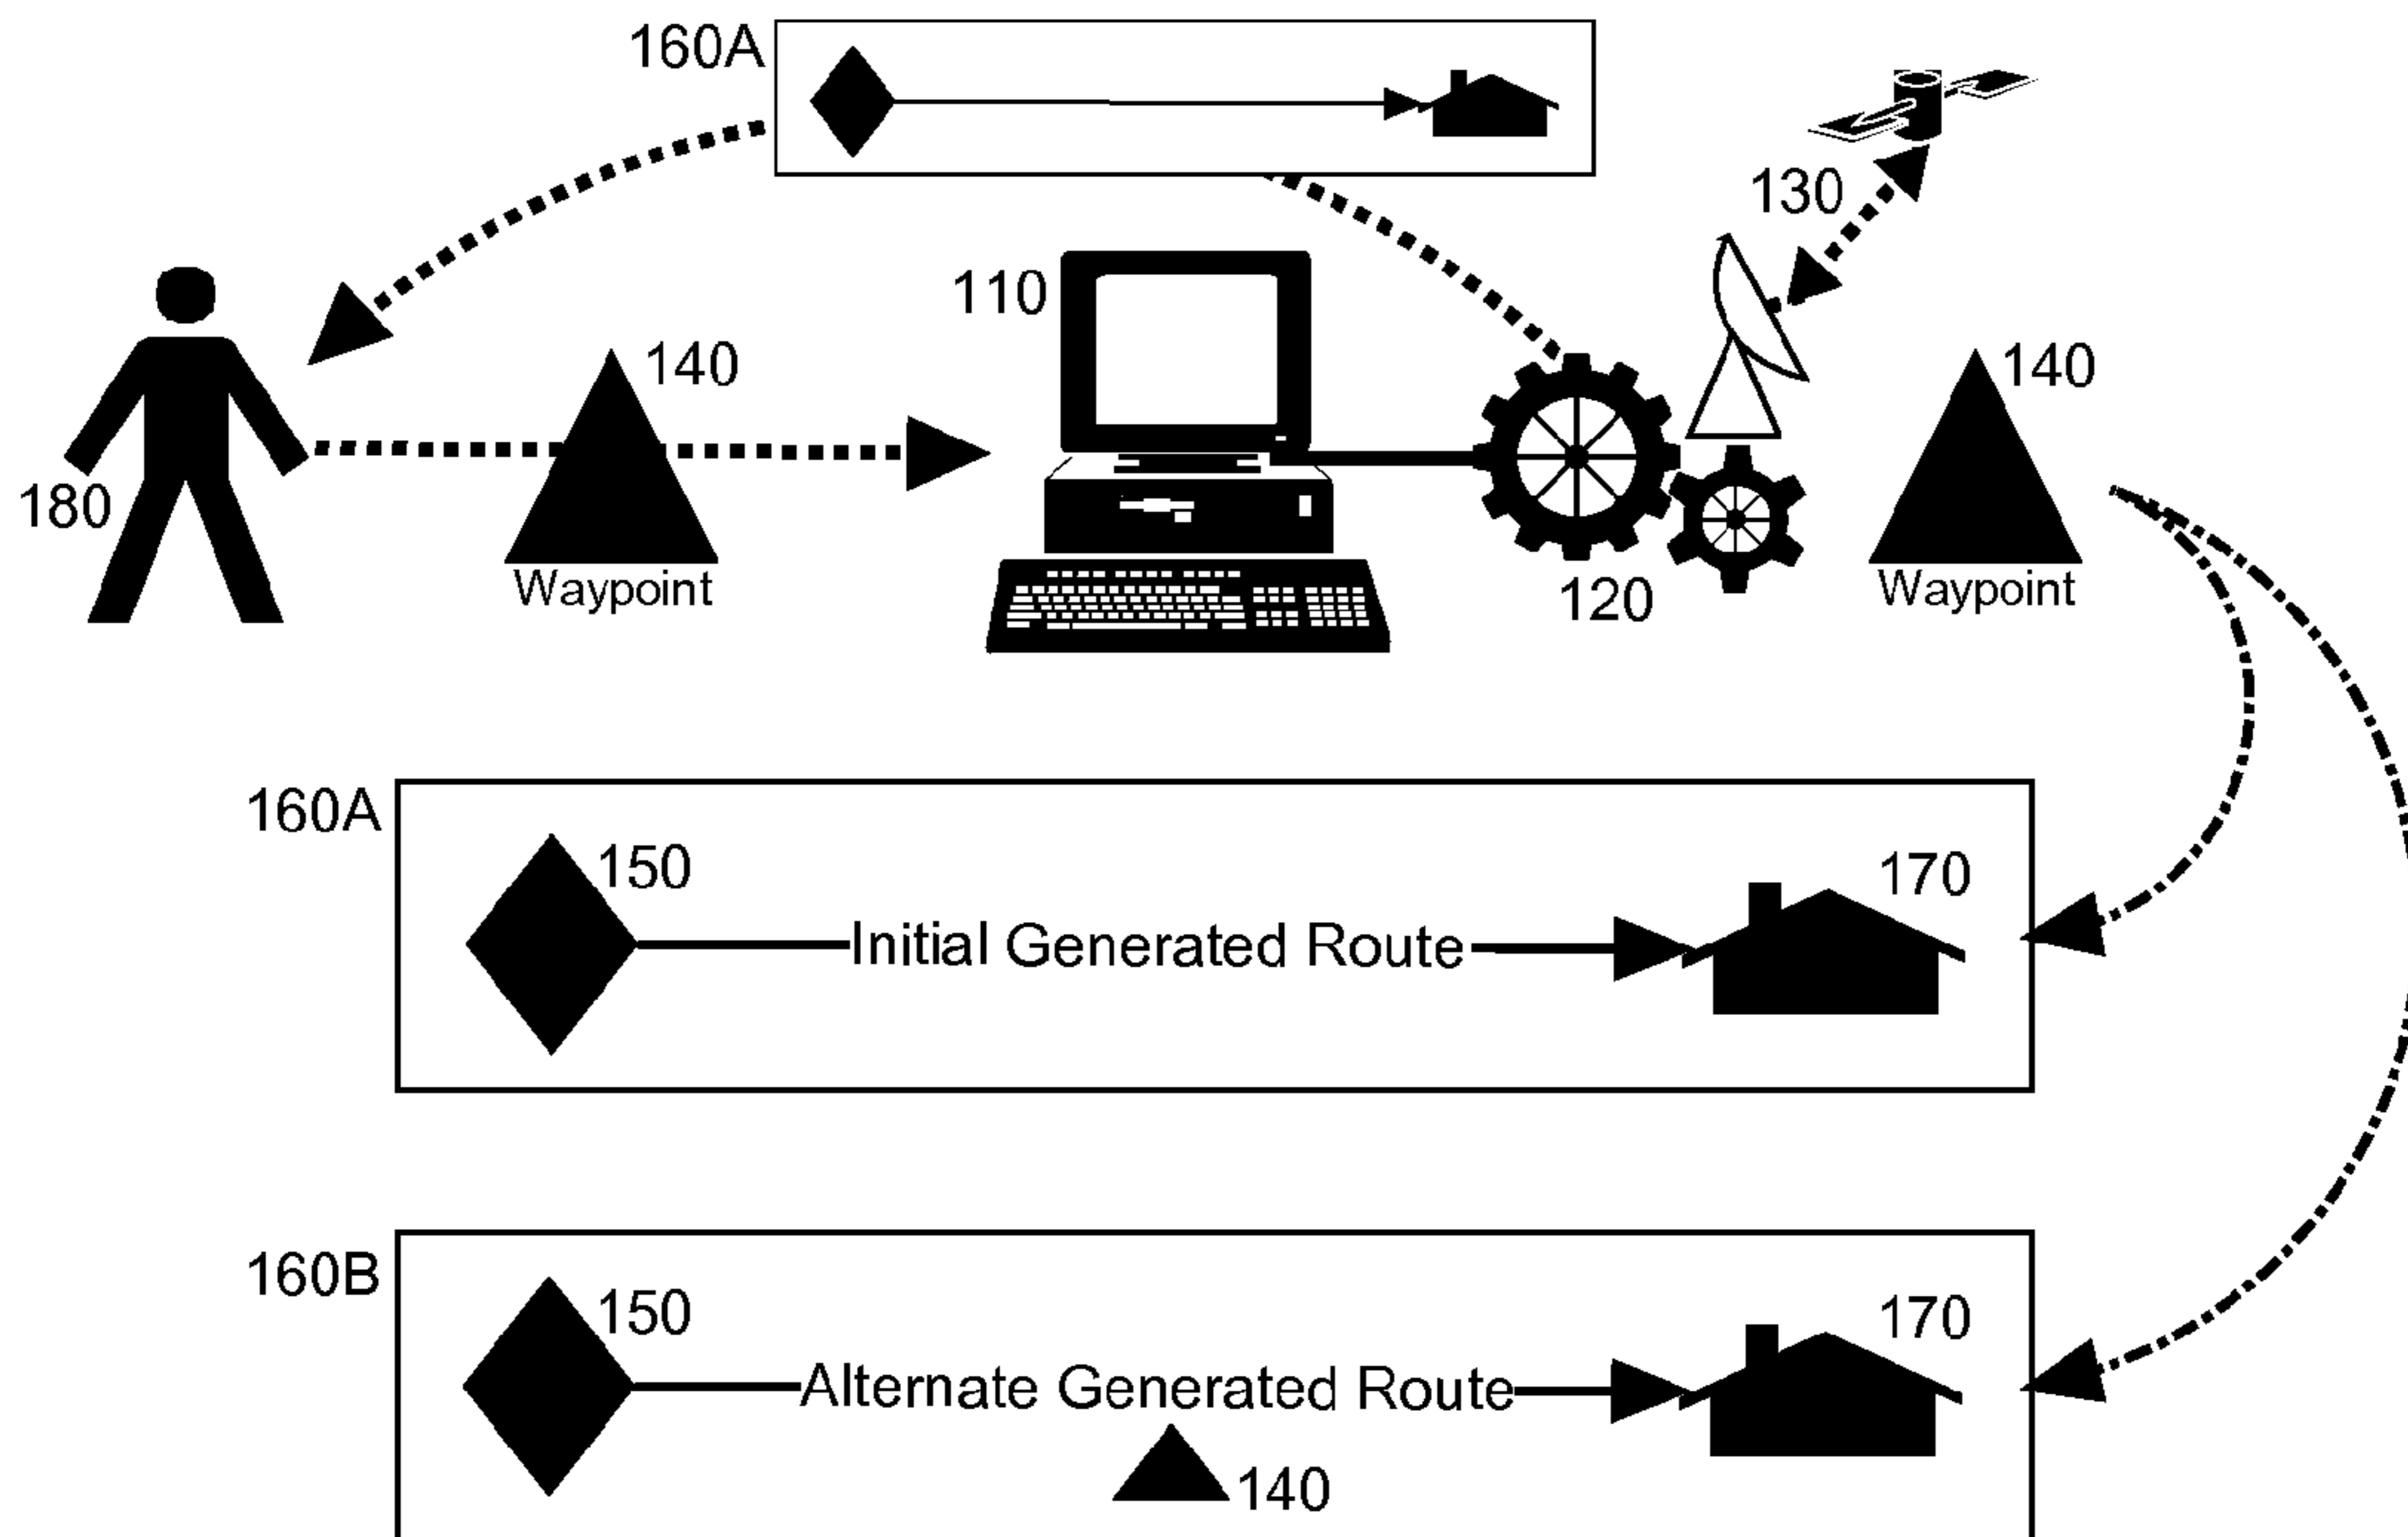 160A
130
110
140
140
180
Waypoint
120
Waypoint
160A
150
170
Initial Generated Route
160B
150
170
Alternate Generated Route
140